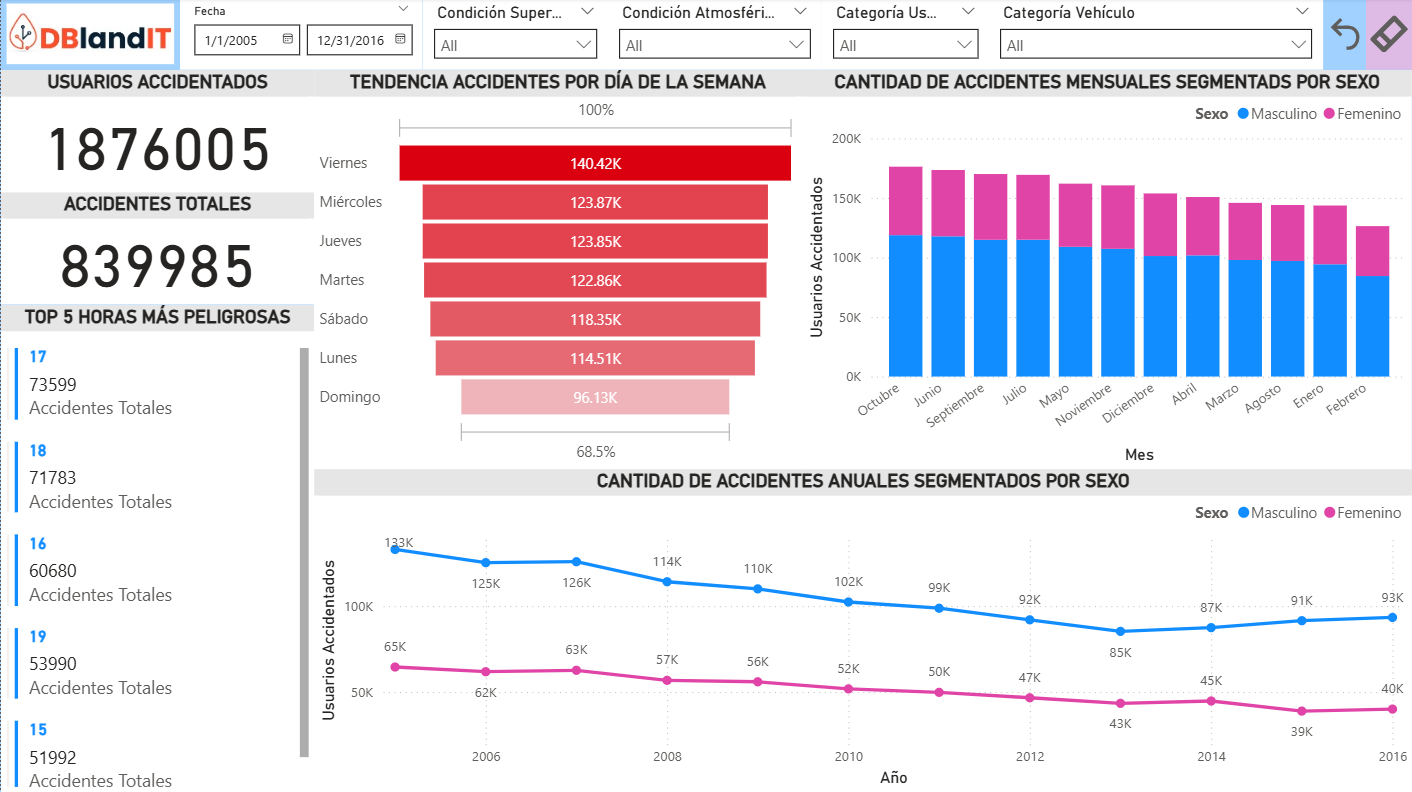 DBlandIT
Fecha
1/1/2005
12/31/2016
Condición Super...
All
Condición Atmosféri...
All
Categoría Us...
All
Categoría Vehículo
All
USUARIOS ACCIDENTADOS
1876005
ACCIDENTES TOTALES
839985
TOP 5 HORAS MÁS PELIGROSAS
17
73599
Accidentes Totales
18
71783
Accidentes Totales
16
60680
Accidentes Totales
19
53990
Accidentes Totales
15
51992
Accidentes Totales
TENDENCIA ACCIDENTES POR DÍA DE LA SEMANA
100%
Viernes 140.42K
Miércoles 123.87K
Jueves 123.85K
Martes 122.86K
Sábado 118.35K
Lunes 114.51K
Domingo 96.13K
68.5%
CANTIDAD DE ACCIDENTES MENSUALES SEGMENTADS POR SEXO
Sexo Masculino Femenino
Usuarios Accidentados
200K
150K
100K
50K
0K
Octubre
Junio
Septiembre
Julio
Mayo
Noviembre
Diciembre
Abril
Marzo
Agosto
Enero
Febrero
Mes
CANTIDAD DE ACCIDENTES ANUALES SEGMENTADOS POR SEXO
Sexo Masculino Femenino
Usuarios Accidentados
100K
50K
133K
125K
126K
114K
110K
102K
99K
92K
85K
87K
91K
93K
65K
62K
63K
57K
56K
52K
50K
47K
43K
45K
39K
40K
2006
2008
2010
2012
2014
2016
Año